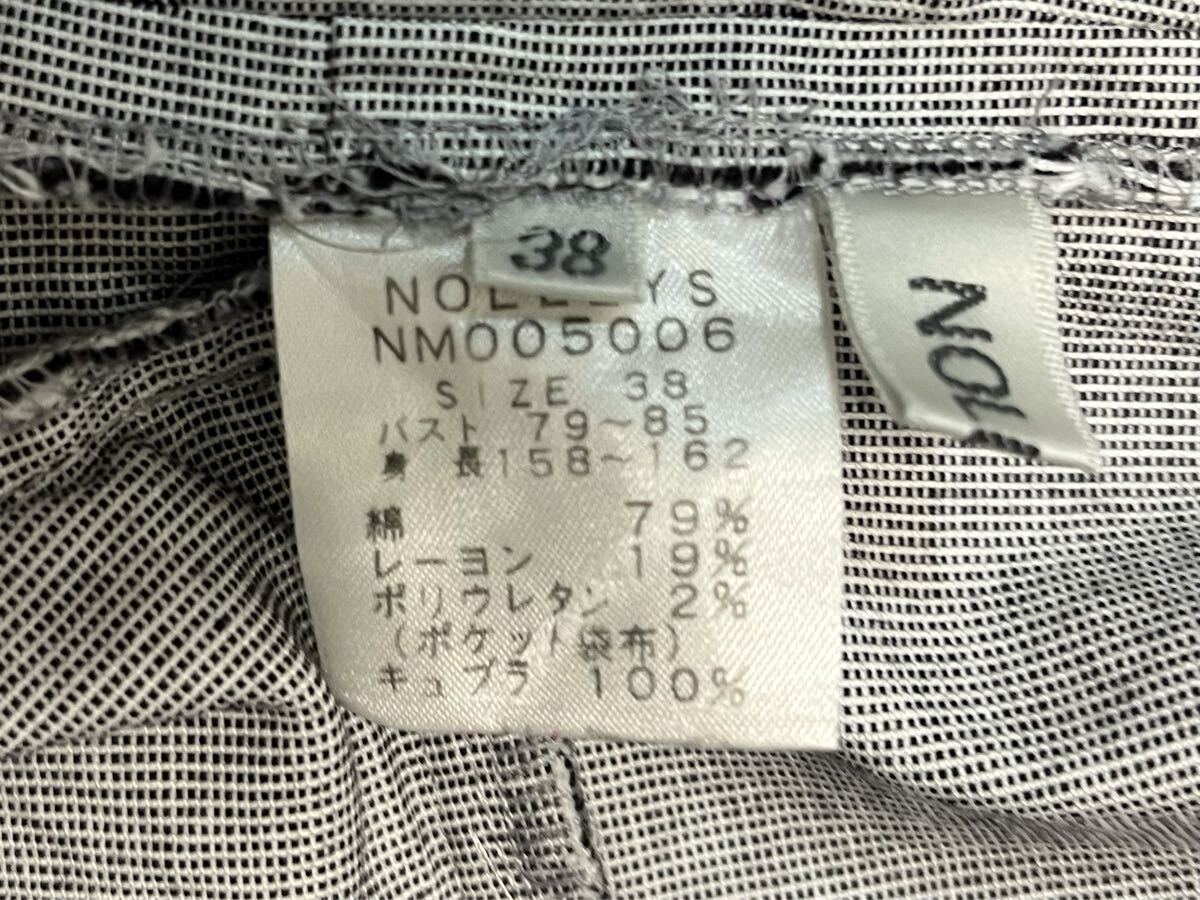 38
NM005006
SIZE 38
バスト 79~85
身 長158~162
綿 79%
レーヨン 19%
ポリウレタン 2%
(ポケット袋布)
キュプラ 100%